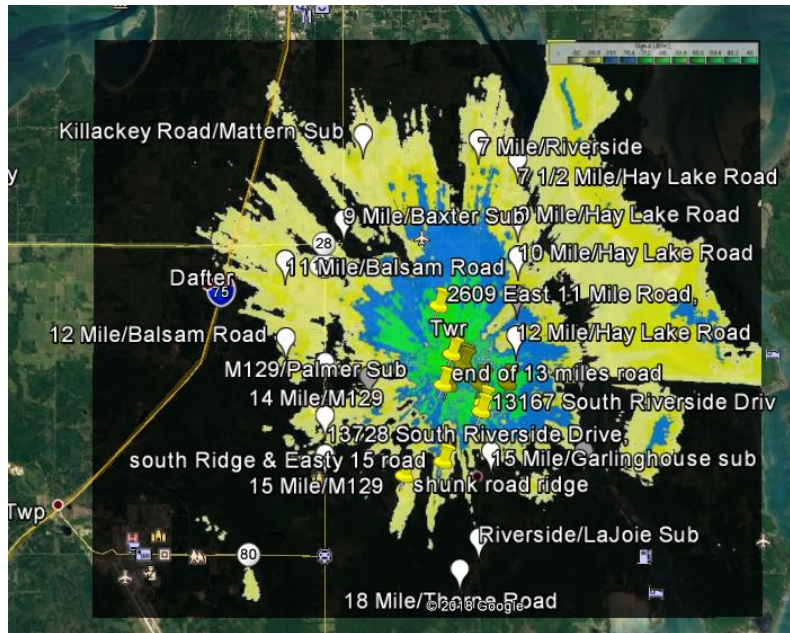 Signal (dBm)
Killackey Road/Mattern Sub
7 Mile/Riverside
7 1/2 Mile/Hay Lake Road
y
9 Mile/Baxter Sub
9 Mile/Hay Lake Road
28
10 Mile/Hay Lake Road
11 Mile/Balsam Road
Dafter
75
2609 East 11 Mile Road,
Twr
12 Mile/Balsam Road
12 Mile/Hay Lake Road
M129/Palmer Sub
end of 13 miles road
14 Mile/M129
13167 South Riverside Driv
13728 South Riverside Drive,
south Ridge & Easty 15 road
15 Mile/Garlinghouse sub
15 Mile/M129
shunk road ridge
Twp
Riverside/LaJoie Sub
80
18 Mile/Thorne Road
© 2018 Google